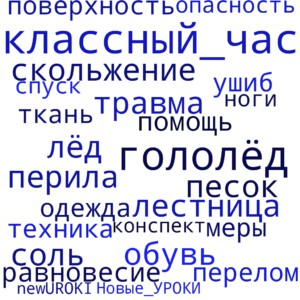 поверхность опасность
классный_час
скольжение
спуск ушиб
травма ноги
ткань помощь
лёд гололёд
перила песок
одежда лестница
техника конспект меры
соль обувь
равновесие перелом
newUROKI Новые_УРОКИ